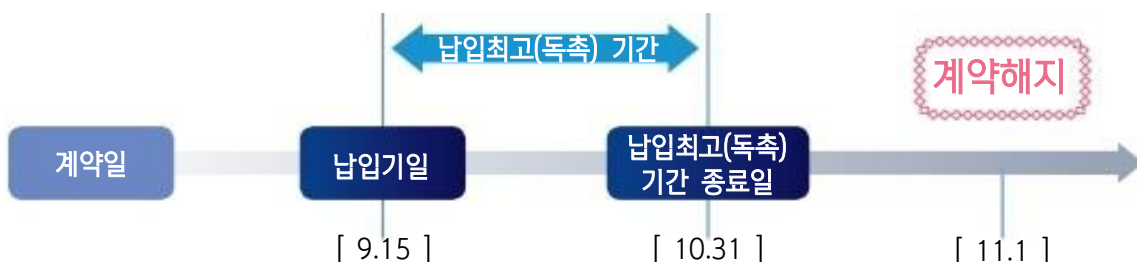 납입최고(독촉) 기간
계약해지
계약일
납입기일
납입최고(독촉)
기간 종료일
[ 9.15 ]
[ 10.31 ]
[ 11.1 ]